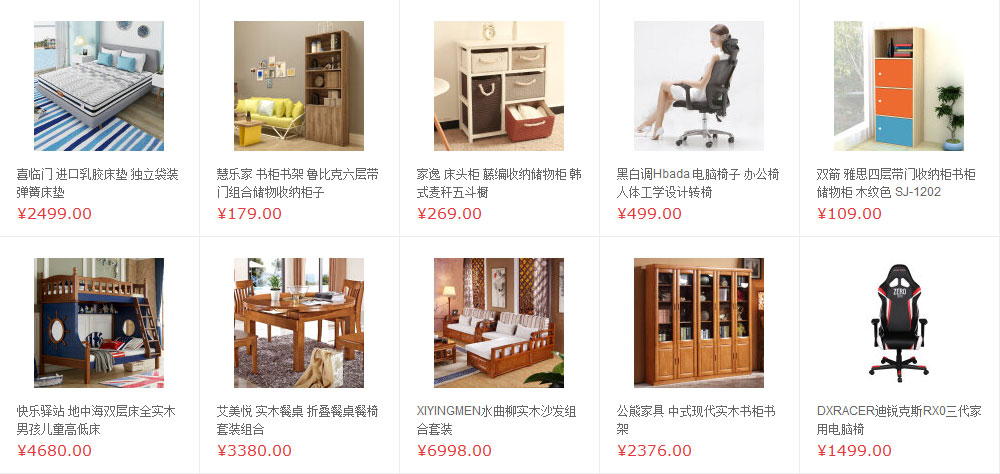 喜临门 进口乳胶床垫 独立袋装
弹簧床垫
¥2499.00
慧乐家 书柜书架 鲁比克六层带
门组合储物收纳柜子
¥179.00
家逸 床头柜 藤编收纳储物柜 韩
式麦秆五斗橱
¥269.00
黑白调Hbada 电脑椅子 办公椅
人体工学设计转椅
¥499.00
双箭 雅思四层带门收纳柜书柜
储物柜 木纹色 SJ-1202
¥109.00
快乐驿站 地中海双层床全实木
男孩儿童高低床
¥4680.00
艾美悦 实木餐桌 折叠餐桌餐椅
套装组合
¥3380.00
XIYINGMEN水曲柳实木沙发组
合套装
¥6998.00
公熊家具 中式现代实木书柜书
架
¥2376.00
ZERO
DXRACER迪锐克斯RX0三代家
用电脑椅
¥1499.00